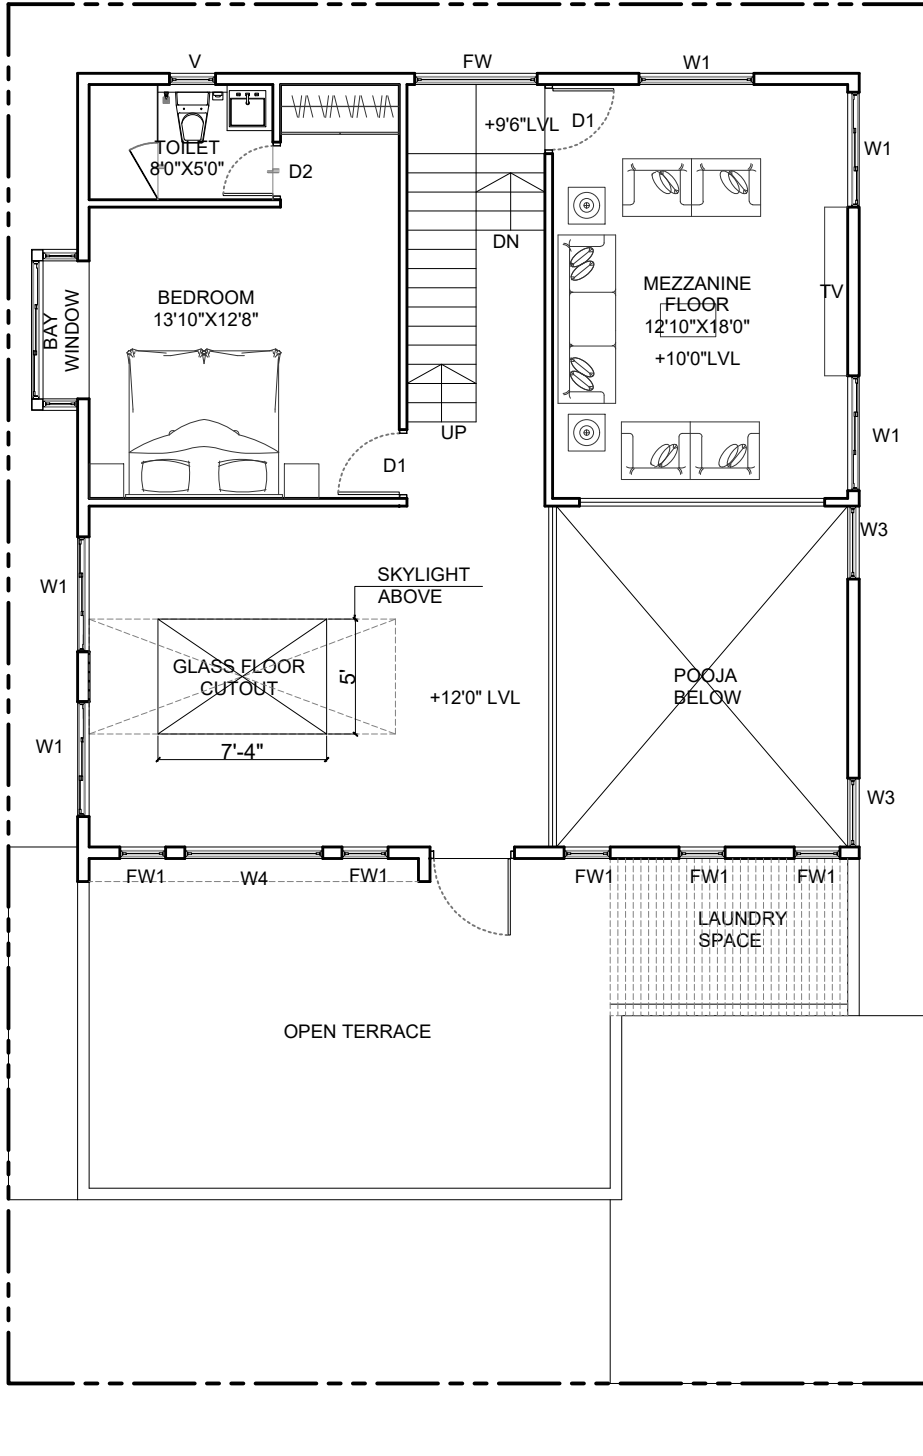 V
FW
W1
+9'6"LVL
D1
TOILET
8'0"X5'0"
D2
W1
DN
BEDROOM
13'10"X12'8"
BAY
WINDOW
MEZZANINE
FLOOR
12'10"X18'0"
+10'0"LVL
TV
UP
D1
W1
W3
W1
SKYLIGHT
ABOVE
GLASS FLOOR
CUTOUT
5'
+12'0" LVL
POOJA
BELOW
W1
7'-4"
W3
FW1
W4
FW1
FW1
FW1
FW1
LAUNDRY
SPACE
OPEN TERRACE